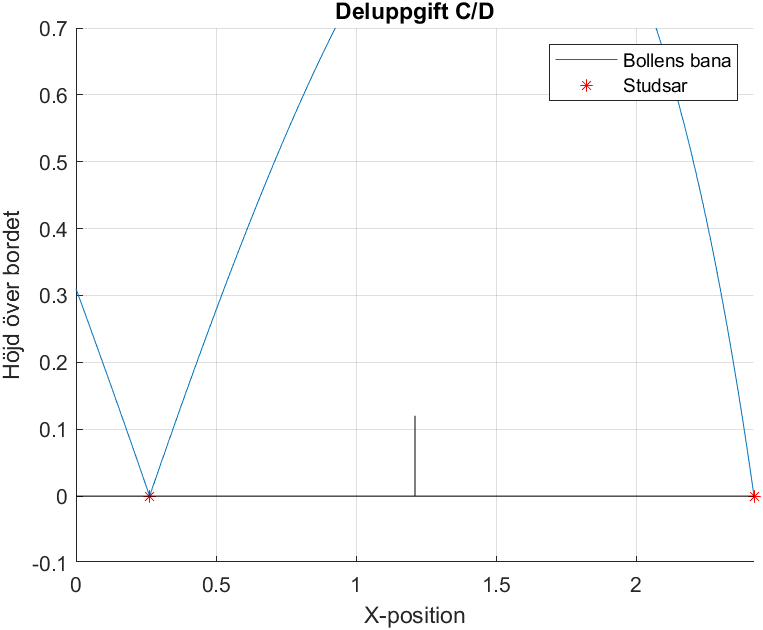 Deluppgift C/D
Bollens bana
Studsar
Höjd över bordet
0.7
0.6
0.5
0.4
0.3
0.2
0.1
0
-0.1
0 0.5 1 1.5 2
X-position